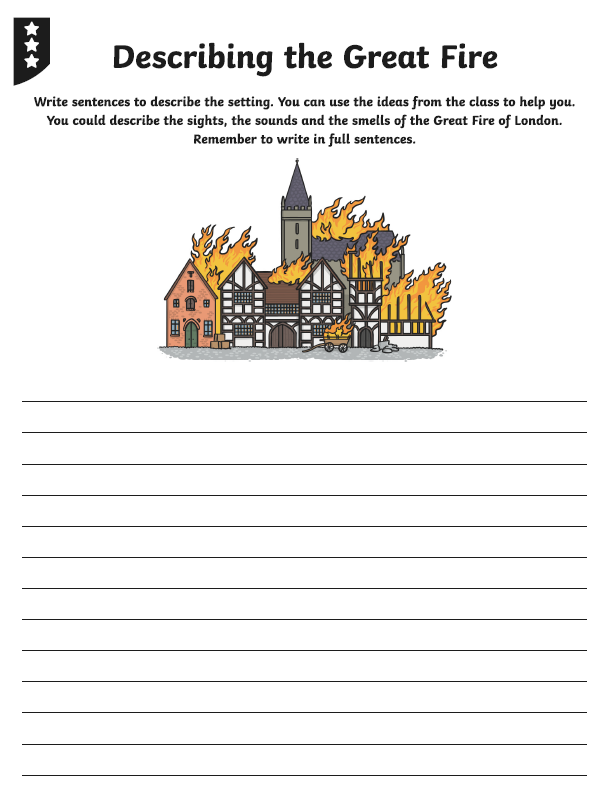 Describing the Great Fire
Write sentences to describe the setting. You can use the ideas from the class to help you.
You could describe the sights, the sounds and the smells of the Great Fire of London.
Remember to write in full sentences.